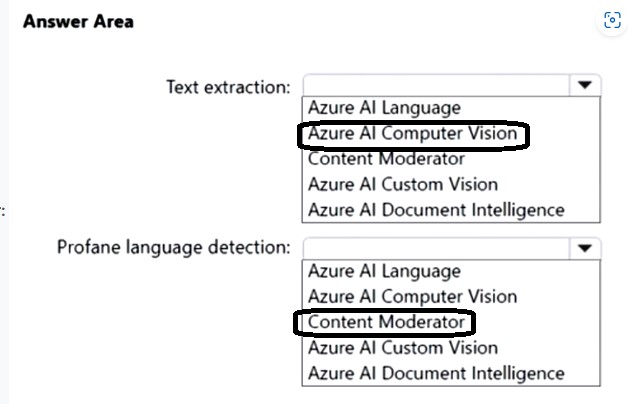 Answer Area
Text extraction:
Azure AI Language
Azure AI Computer Vision
Content Moderator
Azure AI Custom Vision
Azure AI Document Intelligence
Profane language detection:
Azure AI Language
Azure AI Computer Vision
Content Moderator
Azure AI Custom Vision
Azure AI Document Intelligence